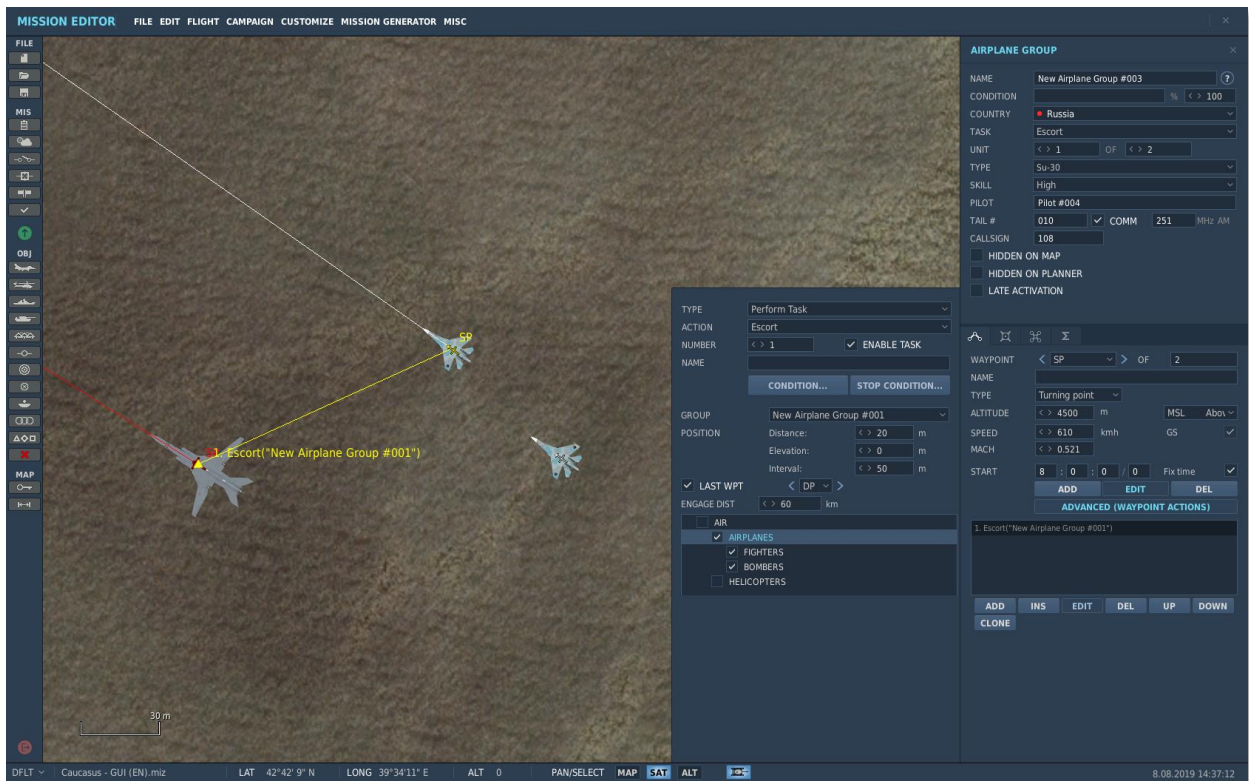 MISSION EDITOR FILE EDIT FLIGHT CAMPAIGN CUSTOMIZE MISSION GENERATOR MISC
FILE
MIS
OBJ
MAP
SP
1. Escort("New Airplane Group #001")
30 m
TYPE Perform Task
ACTION Escort
NUMBER < > 1 ENABLE TASK
NAME
CONDITION... STOP CONDITION...
GROUP New Airplane Group #001
POSITION Distance: < > 20 m
Elevation: < > 0 m
Interval: < > 50 m
LAST WPT < DP >
ENGAGE DIST < > 60 km
AIR
AIRPLANES
FIGHTERS
BOMBERS
HELICOPTERS
AIRPLANE GROUP
NAME New Airplane Group #003 ?
CONDITION % < > 100
COUNTRY Russia
TASK Escort
UNIT < > 1 OF < > 2
TYPE Su-30
SKILL High
PILOT Pilot #004
TAIL # 010 COMM 251 MHz AM
CALLSIGN 108
HIDDEN ON MAP
HIDDEN ON PLANNER
LATE ACTIVATION
WAYPOINT < SP > OF 2
NAME
TYPE Turning point
ALTITUDE < > 4500 m MSL Abov
SPEED < > 610 kmh GS
MACH < > 0.521
START 8 : 0 : 0 / 0 Fix time
ADD EDIT DEL
ADVANCED (WAYPOINT ACTIONS)
1. Escort("New Airplane Group #001")
ADD INS EDIT DEL UP DOWN
CLONE
DFLT Caucasus - GUI (EN).miz LAT 42°42' 9" N LONG 39°34'11" E ALT 0 PAN/SELECT MAP SAT ALT 8.08.2019 14:37:12